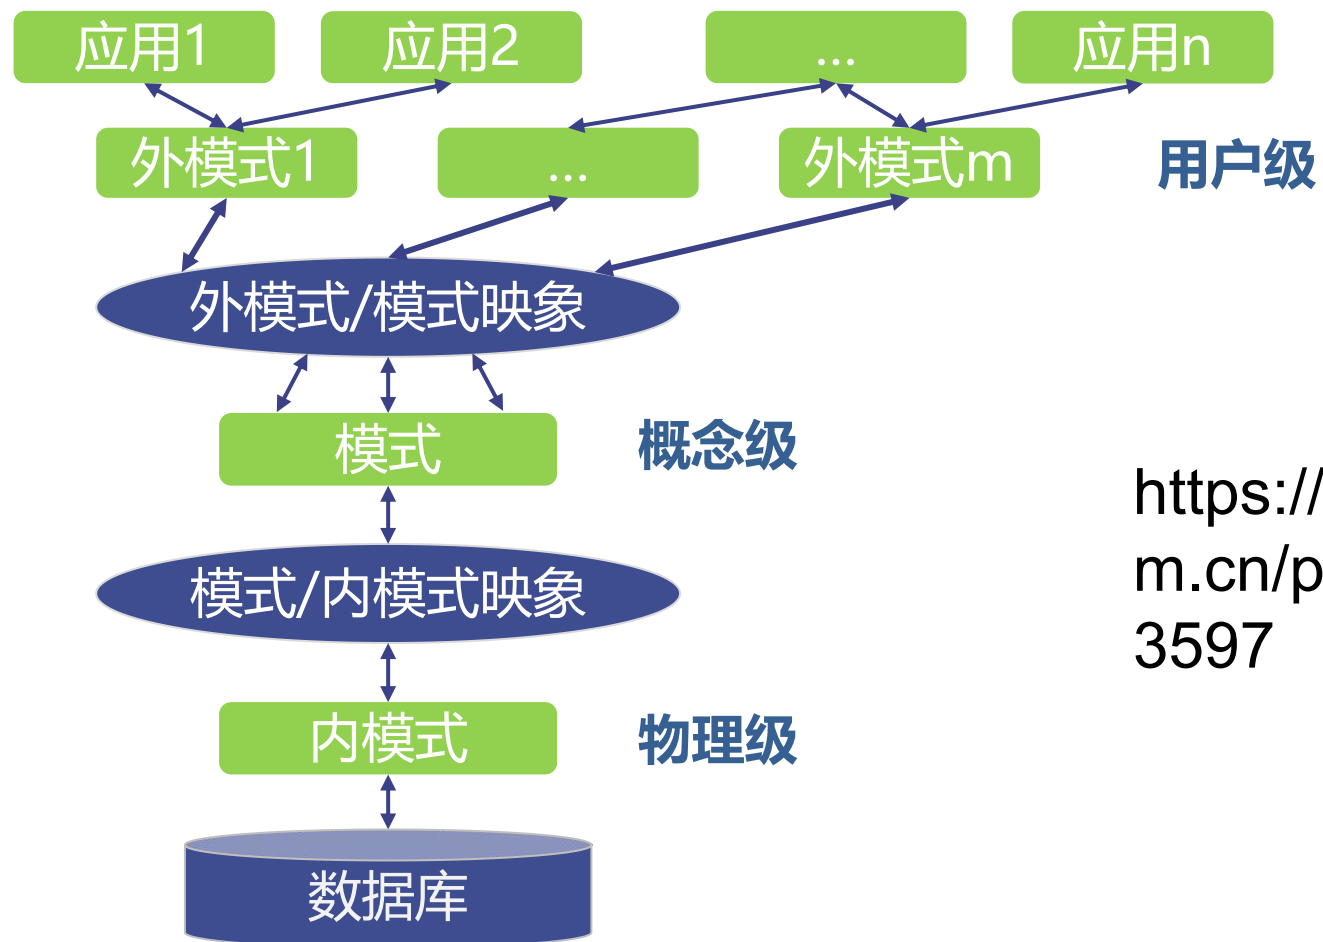 应用1 应用2 ... 应用n
外模式1 ... 外模式m 用户级
外模式/模式映象
模式 概念级
https://
m.cn/p
3597
模式/内模式映象
内模式 物理级
数据库